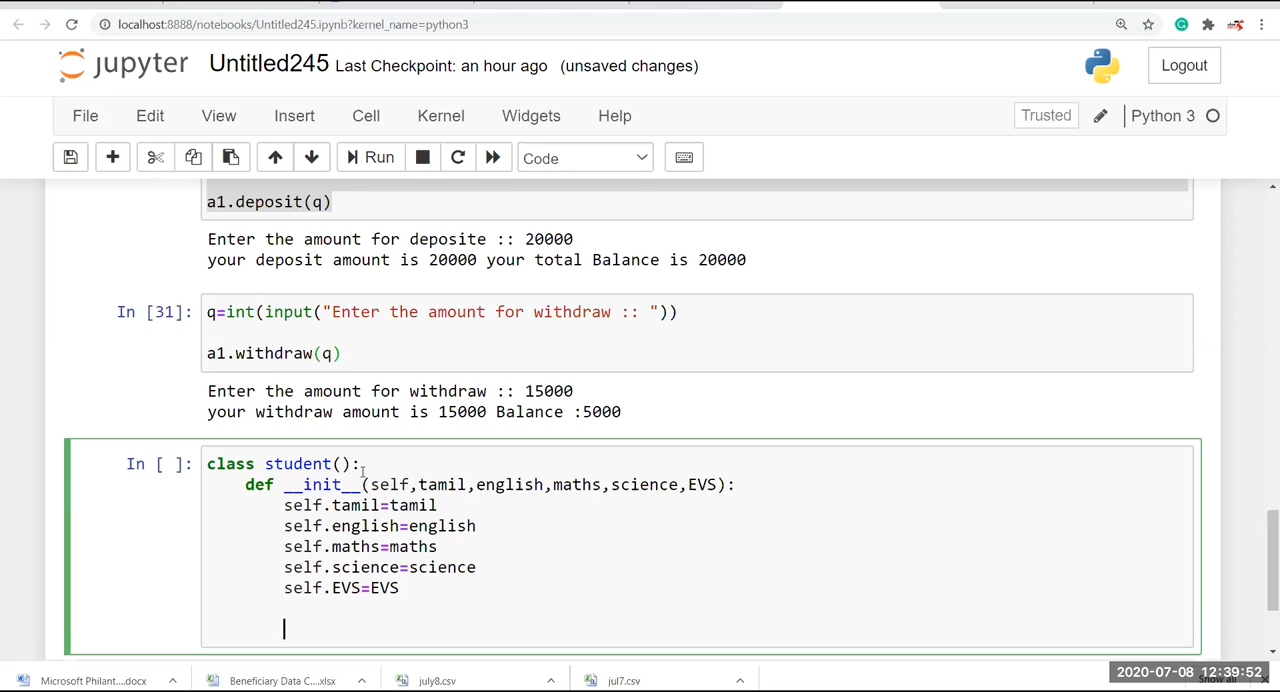 localhost:8888/notebooks/Untitled245.ipynb?kernel_name=python3
jupyter Untitled245 Last Checkpoint: an hour ago (unsaved changes) Logout
File Edit View Insert Cell Kernel Widgets Help Trusted Python 3
Run Code
a1.deposit(q)
Enter the amount for deposite :: 20000
your deposit amount is 20000 your total Balance is 20000
In [31]: q=int(input("Enter the amount for withdraw :: "))
a1.withdraw(q)
Enter the amount for withdraw :: 15000
your withdraw amount is 15000 Balance :5000
In [ ]: class student():
def __init__(self,tamil,english,maths,science,EVS):
self.tamil=tamil
self.english=english
self.maths=maths
self.science=science
self.EVS=EVS
2020-07-08 12:39:52
Microsoft Philant....docx Beneficiary Data C....xlsx july8.csv jul7.csv Show all